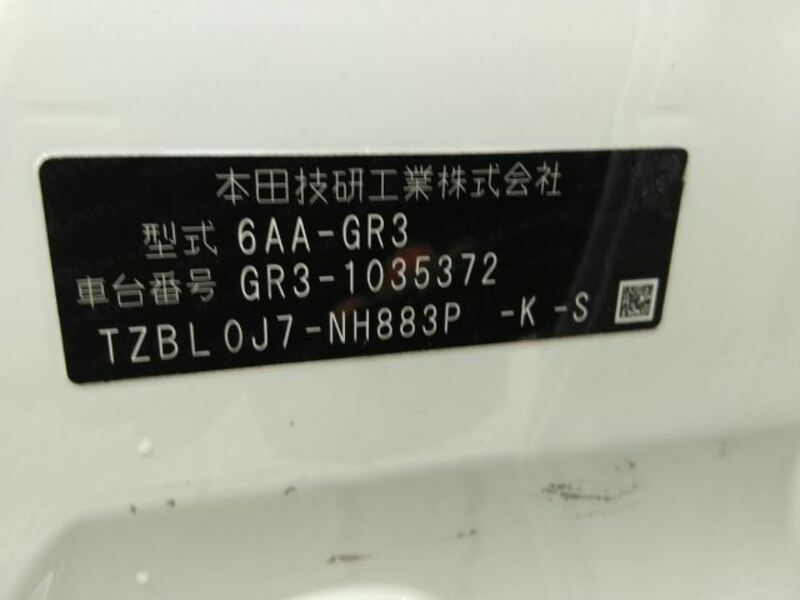 本田技研工業株式会社
型式 6AA-GR3
車台番号 GR3-1035372
TZBL0J7-NH883P -K-S